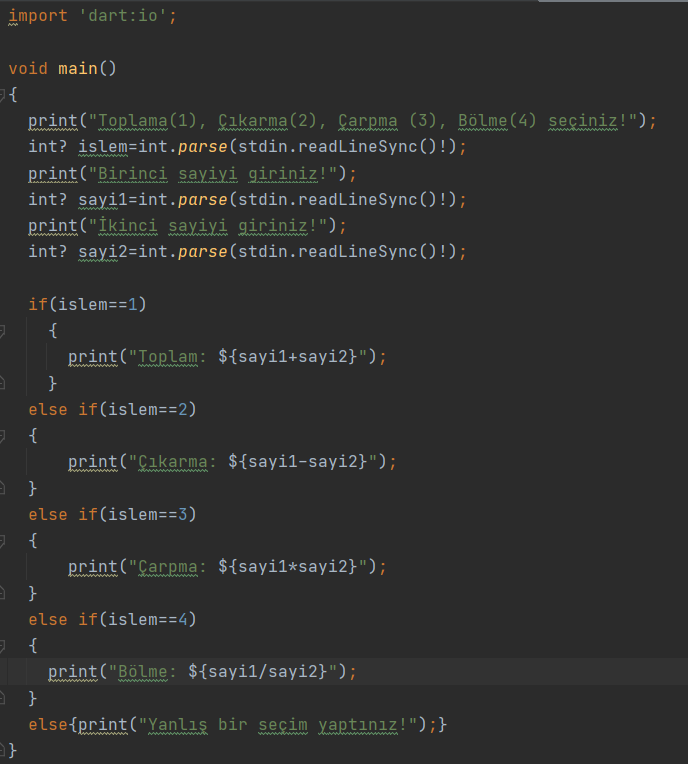 import 'dart:io';
void main()
{
print("Toplama(1), Çıkarma(2), Çarpma (3), Bölme(4) seçiniz!");
int? islem=int.parse(stdin.readLineSync()!);
print("Birinci sayiyi giriniz!");
int? sayi1=int.parse(stdin.readLineSync()!);
print("İkinci sayiyi giriniz!");
int? sayi2=int.parse(stdin.readLineSync()!);
if(islem==1)
{
print("Toplam: ${sayi1+sayi2}");
}
else if(islem==2)
{
print("Çıkarma: ${sayi1-sayi2}");
}
else if(islem==3)
{
print("Çarpma: ${sayi1*sayi2}");
}
else if(islem==4)
{
print("Bölme: ${sayi1/sayi2}");
}
else{print("Yanlış bir seçim yaptınız!");}
}